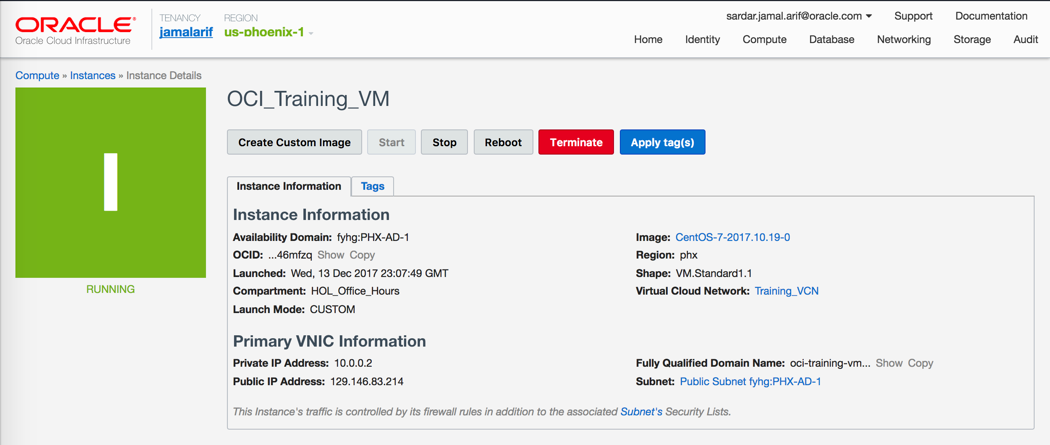 ORACLE®
Oracle Cloud Infrastructure
TENANCY
jamalarif
REGION
us-phoenix-1
sardar.jamal.arif@oracle.com Support Documentation
Home Identity Compute Database Networking Storage Audit
Compute » Instances » Instance Details
I
RUNNING
OCI_Training_VM
Create Custom Image Start Stop Reboot Terminate Apply tag(s)
Instance Information Tags
Instance Information
Availability Domain: fyhg:PHX-AD-1 Image: CentOS-7-2017.10.19-0
OCID: ...46mfzq Show Copy Region: phx
Launched: Wed, 13 Dec 2017 23:07:49 GMT Shape: VM.Standard1.1
Compartment: HOL_Office_Hours Virtual Cloud Network: Training_VCN
Launch Mode: CUSTOM
Primary VNIC Information
Private IP Address: 10.0.0.2 Fully Qualified Domain Name: oci-training-vm... Show Copy
Public IP Address: 129.146.83.214 Subnet: Public Subnet fyhg:PHX-AD-1
This Instance's traffic is controlled by its firewall rules in addition to the associated Subnet's Security Lists.